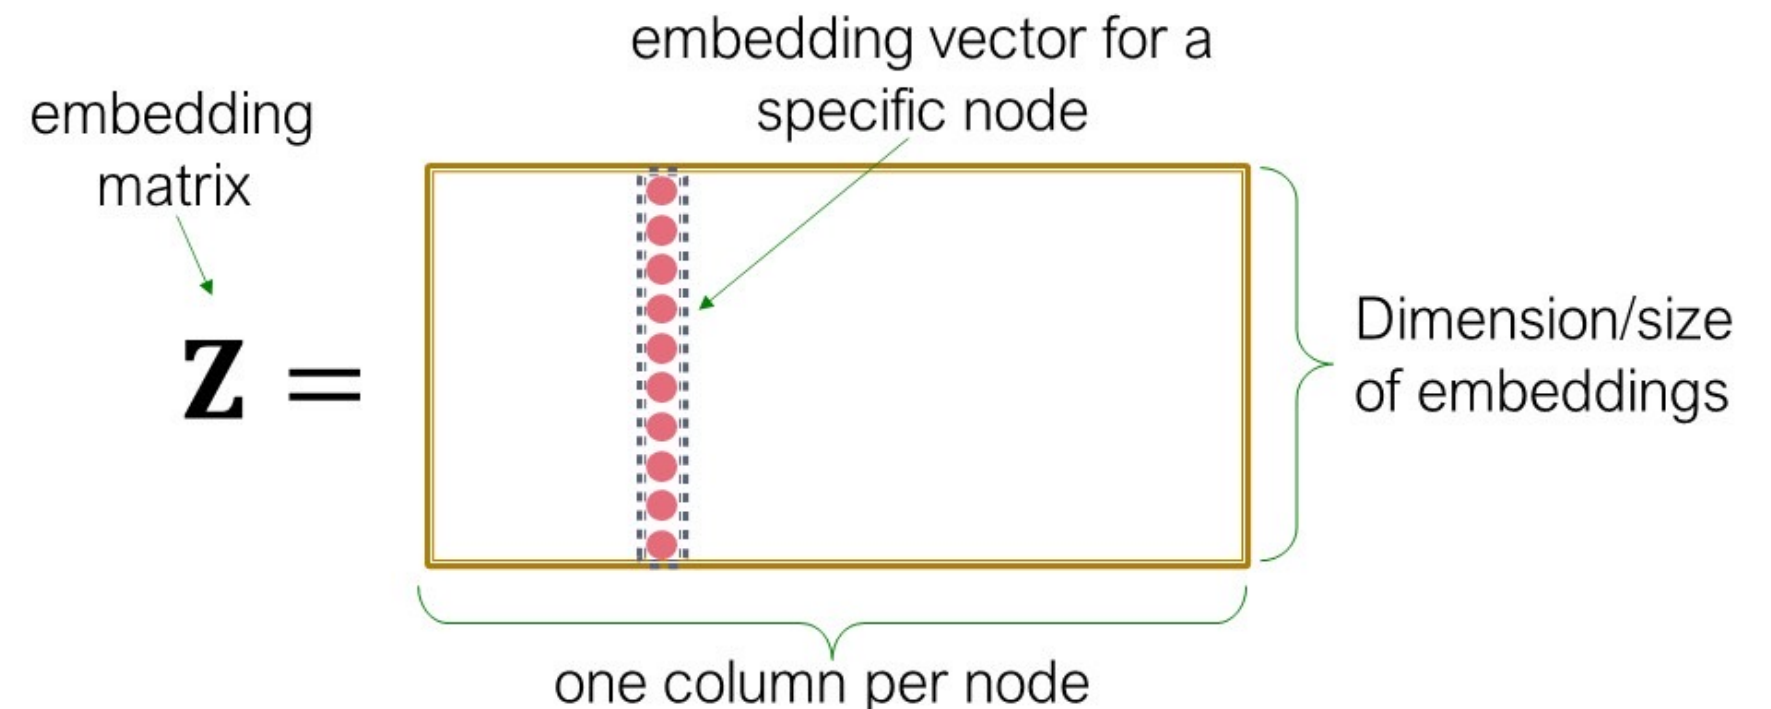 embedding vector for a
specific node
embedding
matrix
Z =
Dimension/size
of embeddings
one column per node